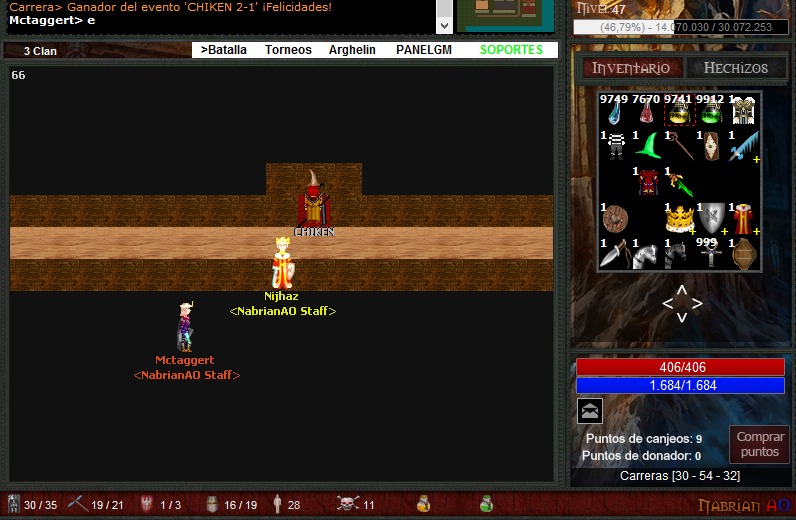 Carrera> Ganador del evento 'CHIKEN 2-1' ¡Felicidades!
Mctaggert> e
3 Clan
>Batalla Torneos Arghelin PANELGM SOPORTES
66
CHIKEN
Nijhaz
<NabrianAO Staff>
Mctaggert
<NabrianAO Staff>
NIVEL:47
(46,79%) - 14.070.030 / 30.072.253
INVENTARIO HECHIZOS
9749 7670 9741 9912 1
1 1 1 1 1
1 1
1 1 1 1
1 1 1 999 1
406/406
1.684/1.684
Puntos de canjeos: 9
Puntos de donador: 0
Comprar puntos
Carreras [30 - 54 - 32]
30 / 35 19 / 21 1 / 3 16 / 19 28 11
NABRIAN AO